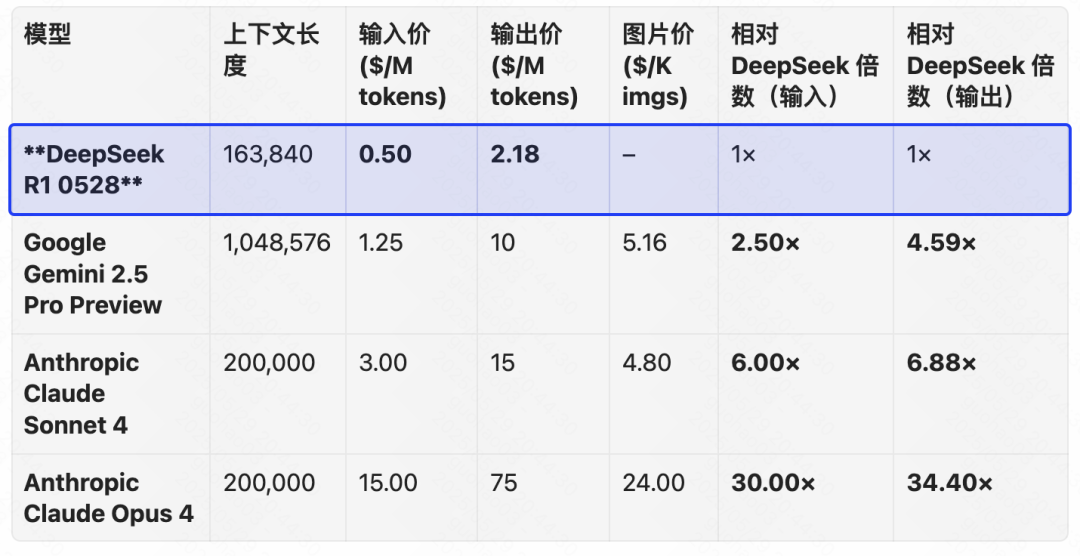 模型
上下文长
度
输入价
($/M
tokens)
输出价
($/M
tokens)
图片价
($/K
imgs)
相对
DeepSeek 倍
数（输入）
相对
DeepSeek 倍
数（输出）
**DeepSeek
R1 0528**
163,840
0.50
2.18
–
1×
1×
Google
Gemini 2.5
Pro Preview
1,048,576
1.25
10
5.16
2.50×
4.59×
Anthropic
Claude
Sonnet 4
200,000
3.00
15
4.80
6.00×
6.88×
Anthropic
Claude Opus 4
200,000
15.00
75
24.00
30.00×
34.40×